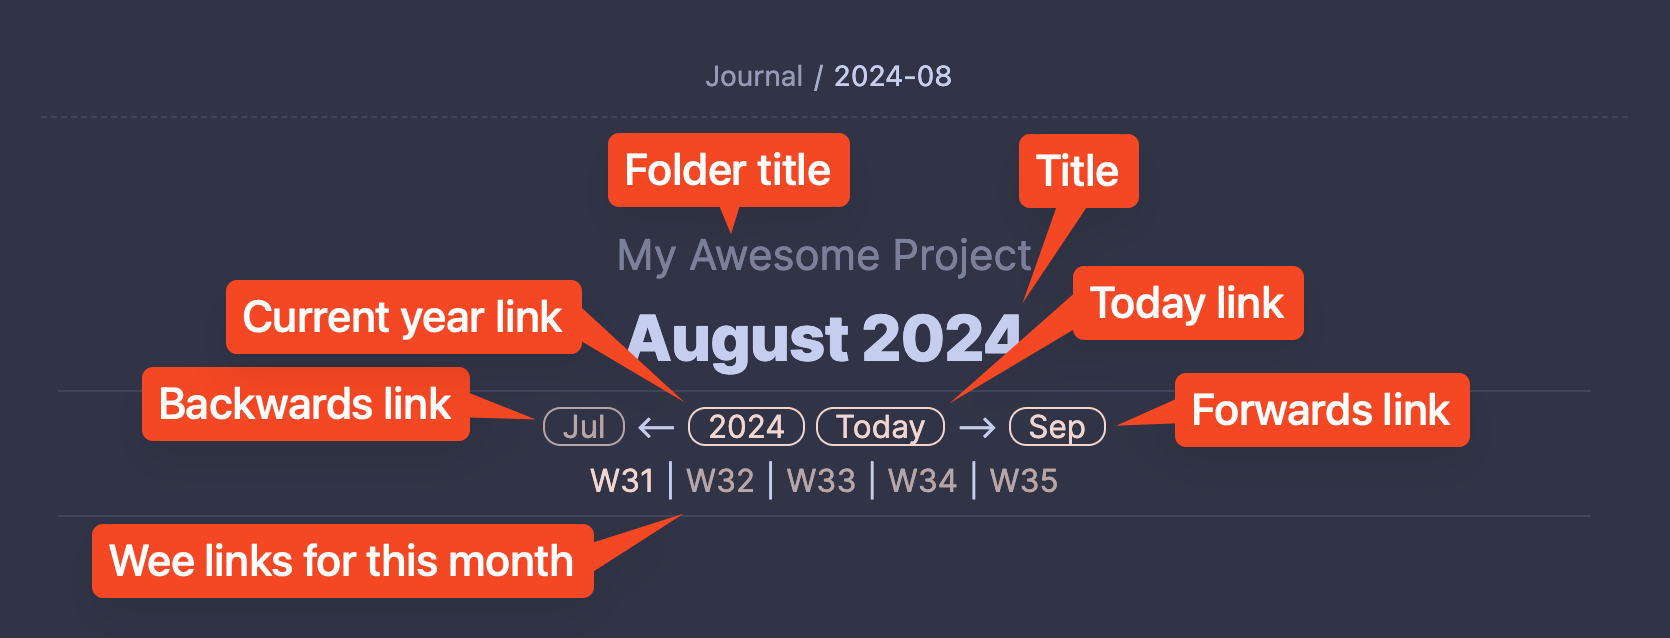 Journal / 2024-08
Folder title
Title
My Awesome Project
Current year link
Today link
August 2024
Backwards link
Forwards link
Jul ← 2024 Today → Sep
W31 | W32 | W33 | W34 | W35
Wee links for this month